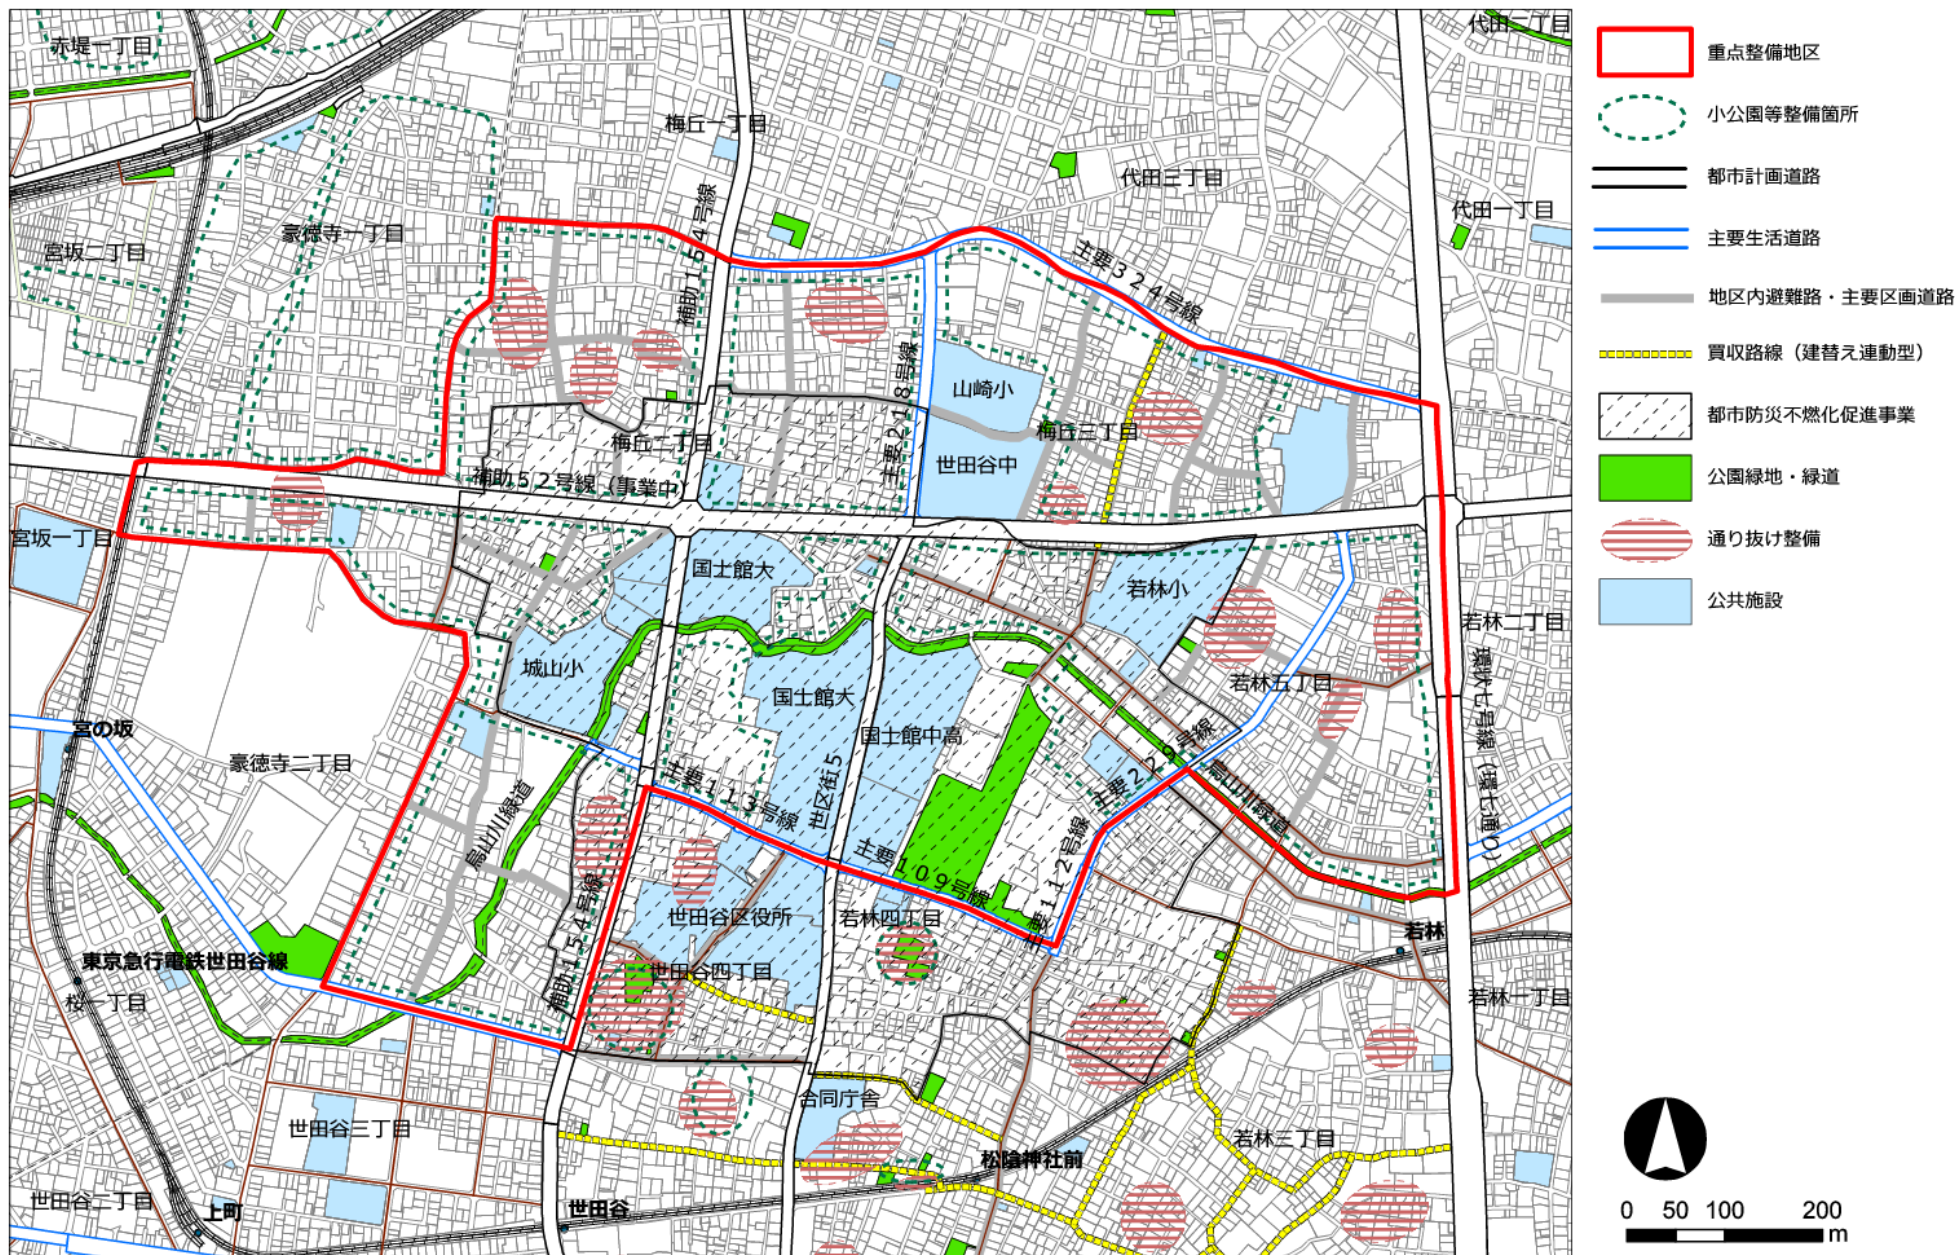 赤堤一丁目
代田二丁目
梅丘一丁目
代田三丁目
代田一丁目
宮坂二丁目
豪徳寺一丁目
補助154号線
主要324号線
主要218号線
山崎小
梅丘三丁目
梅丘二丁目
世田谷中
補助52号線（事業中）
宮坂一丁目
国士館大
若林小
若林二丁目
城山小
国士館大
若林五丁目
環状七号線（環七通り）
宮の坂
豪徳寺二丁目
国士館中高
主要229号線
烏山川緑道
主要113号線
世区街5
烏山川緑道
主要109号線
主要112号線
補助154号線
世田谷区役所
若林四丁目
若林
東京急行電鉄世田谷線
世田谷四丁目
桜一丁目
若林一丁目
合同庁舎
世田谷三丁目
若林三丁目
松陰神社前
世田谷二丁目
上町
世田谷
重点整備地区
小公園等整備箇所
都市計画道路
主要生活道路
地区内避難路・主要区画道路
買収路線（建替え連動型）
都市防災不燃化促進事業
公園緑地・緑道
通り抜け整備
公共施設
0 50 100 200
m